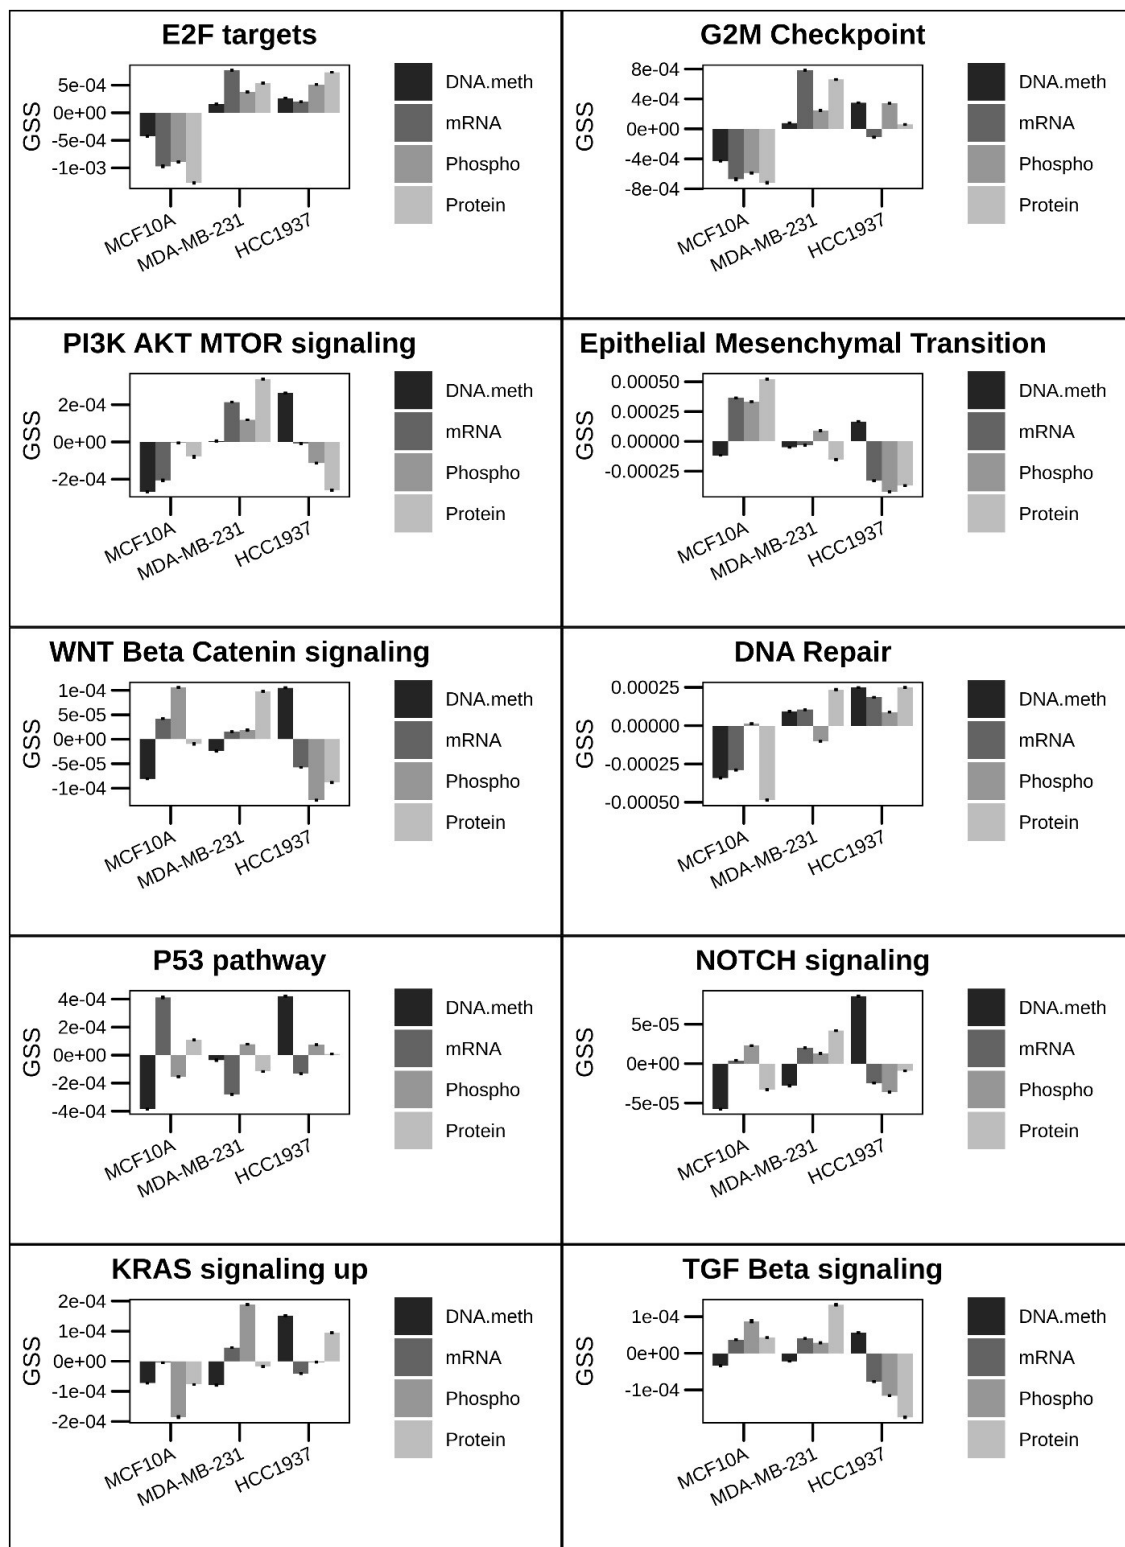 E2F targets
5e-04
0e+00
-5e-04
-1e-03
GSS
MCF10A
MDA-MB-231
HCC1937
DNA.meth
mRNA
Phospho
Protein
G2M Checkpoint
8e-04
4e-04
0e+00
-4e-04
-8e-04
GSS
MCF10A
MDA-MB-231
HCC1937
DNA.meth
mRNA
Phospho
Protein
PI3K AKT MTOR signaling
2e-04
0e+00
-2e-04
GSS
MCF10A
MDA-MB-231
HCC1937
DNA.meth
mRNA
Phospho
Protein
Epithelial Mesenchymal Transition
0.00050
0.00025
0.00000
-0.00025
GSS
MCF10A
MDA-MB-231
HCC1937
DNA.meth
mRNA
Phospho
Protein
WNT Beta Catenin signaling
1e-04
5e-05
0e+00
-5e-05
-1e-04
GSS
MCF10A
MDA-MB-231
HCC1937
DNA.meth
mRNA
Phospho
Protein
DNA Repair
0.00025
0.00000
-0.00025
-0.00050
GSS
MCF10A
MDA-MB-231
HCC1937
DNA.meth
mRNA
Phospho
Protein
P53 pathway
4e-04
2e-04
0e+00
-2e-04
-4e-04
GSS
MCF10A
MDA-MB-231
HCC1937
DNA.meth
mRNA
Phospho
Protein
NOTCH signaling
5e-05
0e+00
-5e-05
GSS
MCF10A
MDA-MB-231
HCC1937
DNA.meth
mRNA
Phospho
Protein
KRAS signaling up
2e-04
1e-04
0e+00
-1e-04
-2e-04
GSS
MCF10A
MDA-MB-231
HCC1937
DNA.meth
mRNA
Phospho
Protein
TGF Beta signaling
1e-04
0e+00
-1e-04
GSS
MCF10A
MDA-MB-231
HCC1937
DNA.meth
mRNA
Phospho
Protein